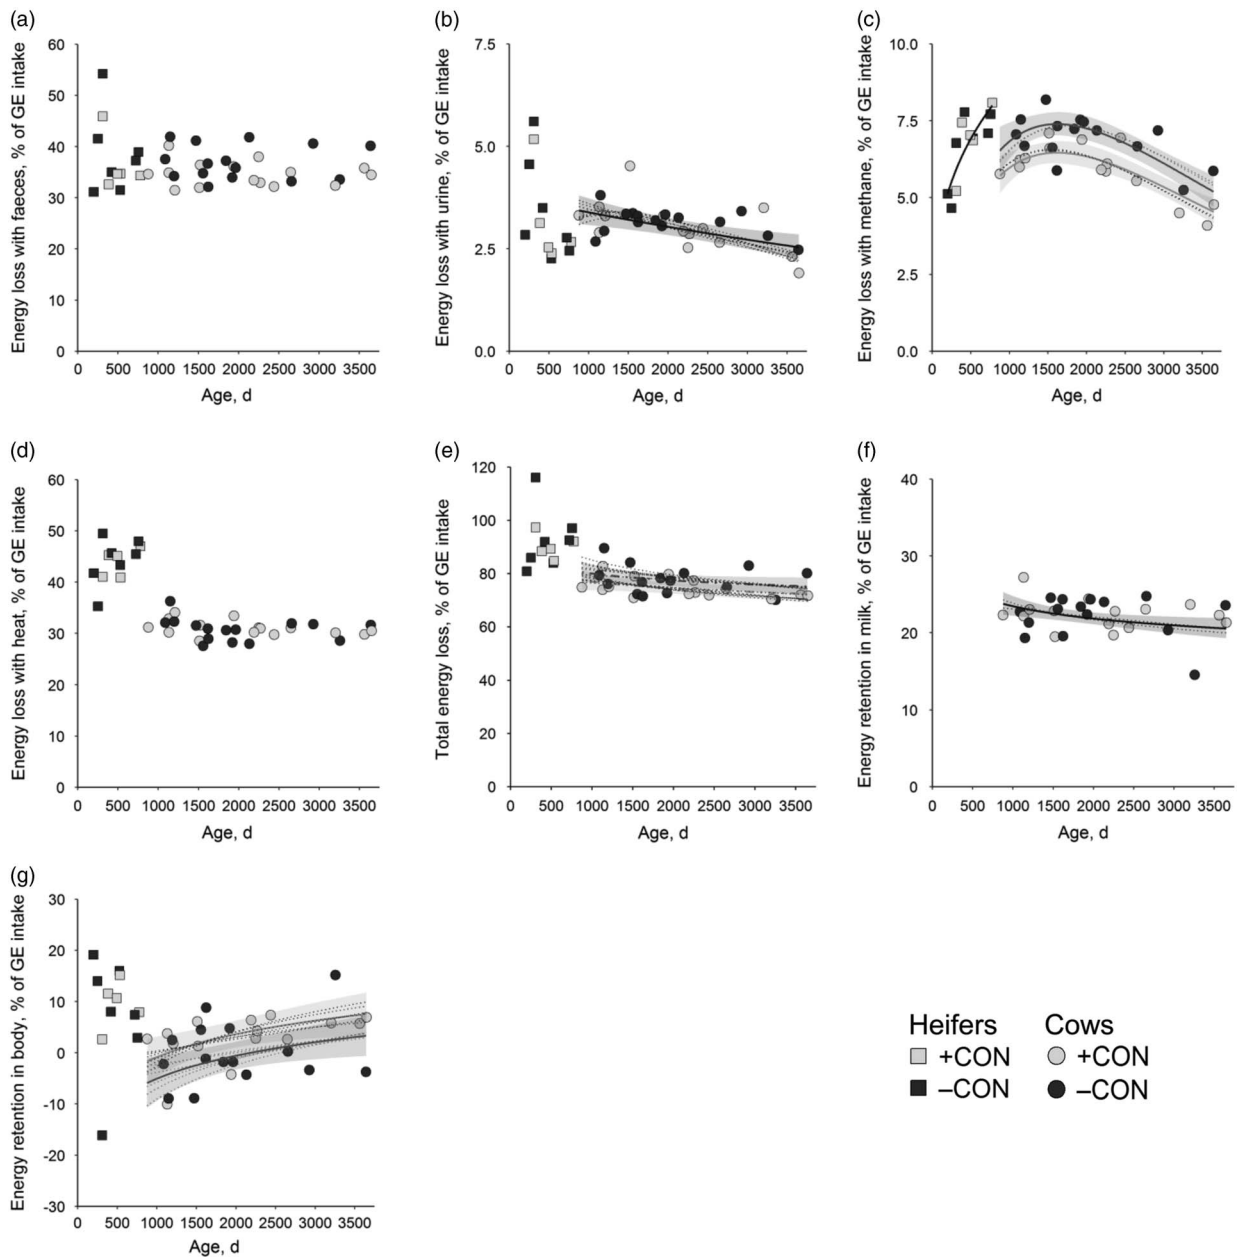 (a)
Energy loss with faeces, % of GE intake
60
50
40
30
20
10
0
0 500 1000 1500 2000 2500 3000 3500
Age, d
(b)
Energy loss with urine, % of GE intake
7.5
5.0
2.5
0.0
0 500 1000 1500 2000 2500 3000 3500
Age, d
(c)
Energy loss with methane, % of GE intake
10.0
7.5
5.0
2.5
0.0
0 500 1000 1500 2000 2500 3000 3500
Age, d
(d)
Energy loss with heat, % of GE intake
60
50
40
30
20
10
0
0 500 1000 1500 2000 2500 3000 3500
Age, d
(e)
Total energy loss, % of GE intake
120
100
80
60
40
20
0
0 500 1000 1500 2000 2500 3000 3500
Age, d
(f)
Energy retention in milk, % of GE intake
40
30
20
10
0
0 500 1000 1500 2000 2500 3000 3500
Age, d
(g)
Energy retention in body, % of GE intake
30
20
10
0
-10
-20
-30
0 500 1000 1500 2000 2500 3000 3500
Age, d
Heifers Cows
+CON +CON
–CON –CON